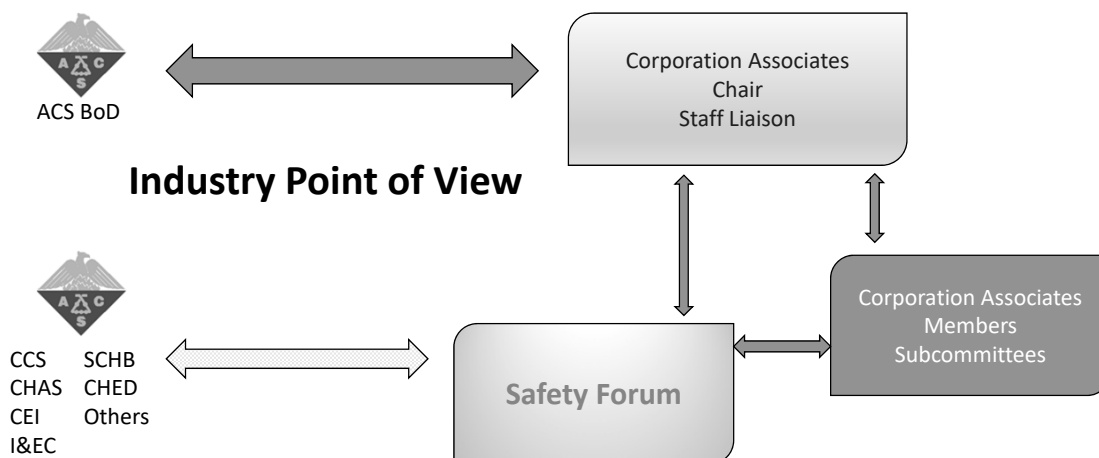 A C
S
ACS BoD
Corporation Associates
Chair
Staff Liaison
Industry Point of View
A C
S
CCS SCHB
CHAS CHED
CEI Others
I&EC
Safety Forum
Corporation Associates
Members
Subcommittees